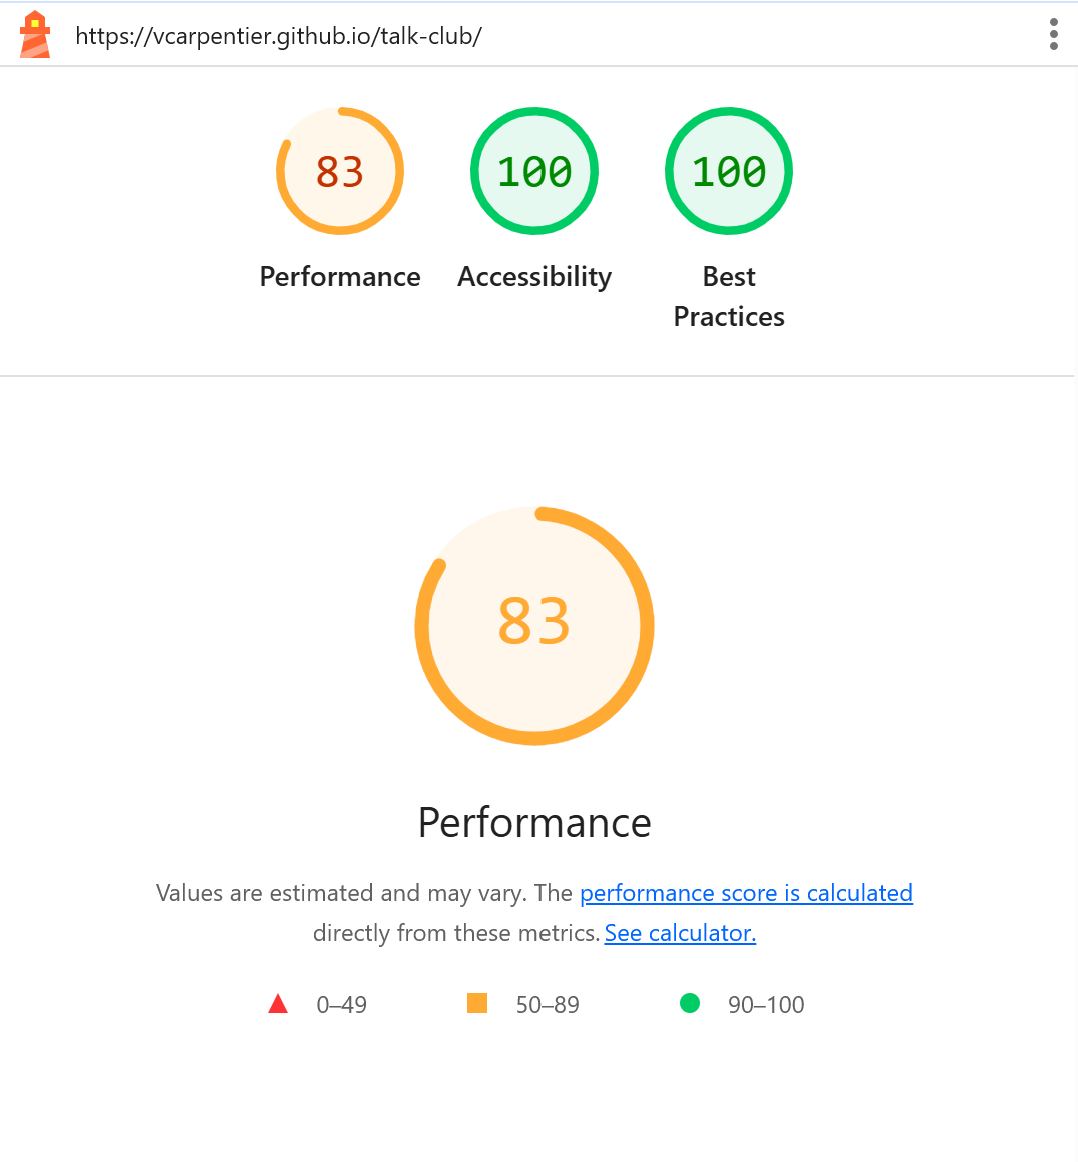 https://vcarpentier.github.io/talk-club/
83
100
100
Performance
Accessibility
Best
Practices
83
Performance
Values are estimated and may vary. The performance score is calculated
directly from these metrics. See calculator.
0–49
50–89
90–100